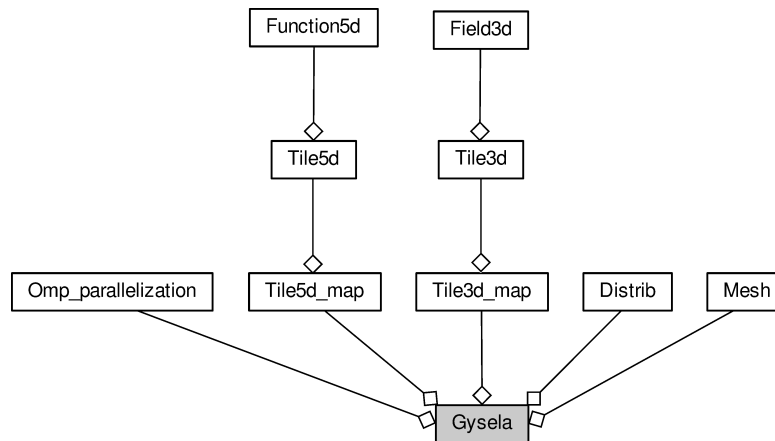 Function5d
Field3d
Tile5d
Tile3d
Omp_parallelization
Tile5d_map
Tile3d_map
Distrib
Mesh
Gysela